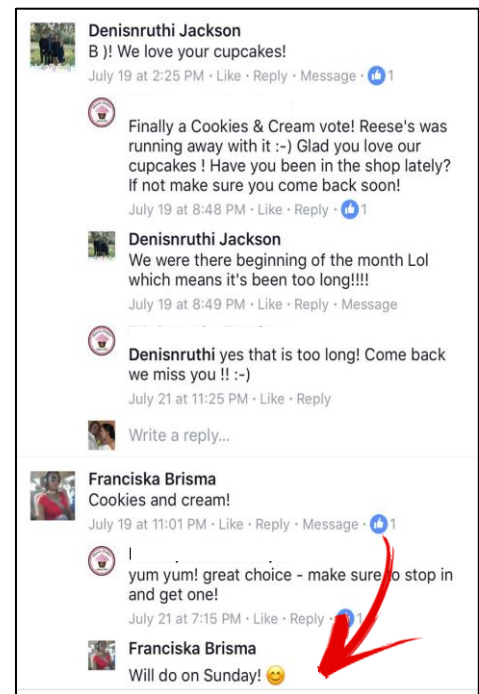 Denisnruthi Jackson
B )! We love your cupcakes!
July 19 at 2:25 PM · Like · Reply · Message · 1
Finally a Cookies & Cream vote! Reese's was
running away with it :-) Glad you love our
cupcakes ! Have you been in the shop lately?
If not make sure you come back soon!
July 19 at 8:48 PM · Like · Reply · 1
Denisnruthi Jackson
We were there beginning of the month Lol
which means it's been too long!!!!
July 19 at 8:49 PM · Like · Reply · Message
Denisnruthi yes that is too long! Come back
we miss you !! :-)
July 21 at 11:25 PM · Like · Reply
Write a reply...
Franciska Brisma
Cookies and cream!
July 19 at 11:01 PM · Like · Reply · Message · 1
yum yum! great choice - make sure to stop in
and get one!
July 21 at 7:15 PM · Like · Reply · 1
Franciska Brisma
Will do on Sunday! 😊